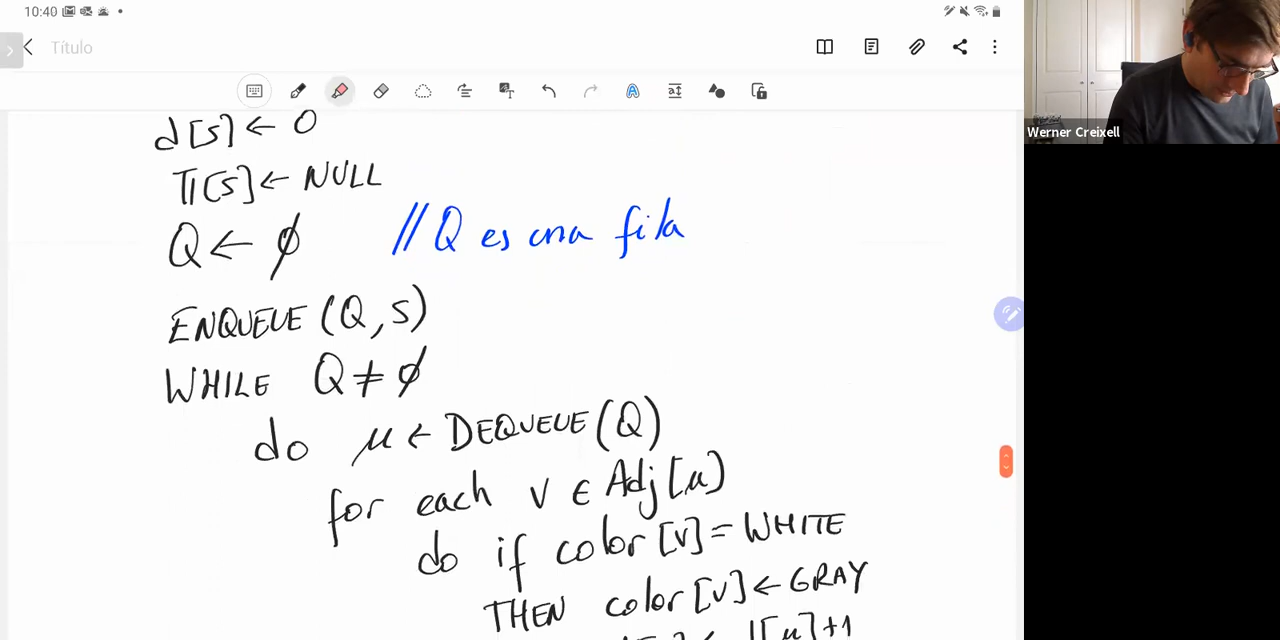 10:40
Título
d[s] ← 0
Π[s] ← NULL
Q ← ∅ // Q es una fila
ENQUEUE (Q, S)
WHILE Q ≠ ∅
do μ ← DEQUEUE (Q)
for each v ∈ Adj [μ]
do if color [v] = WHITE
THEN color [v] ← GRAY
[μ] +1
Werner Creixell